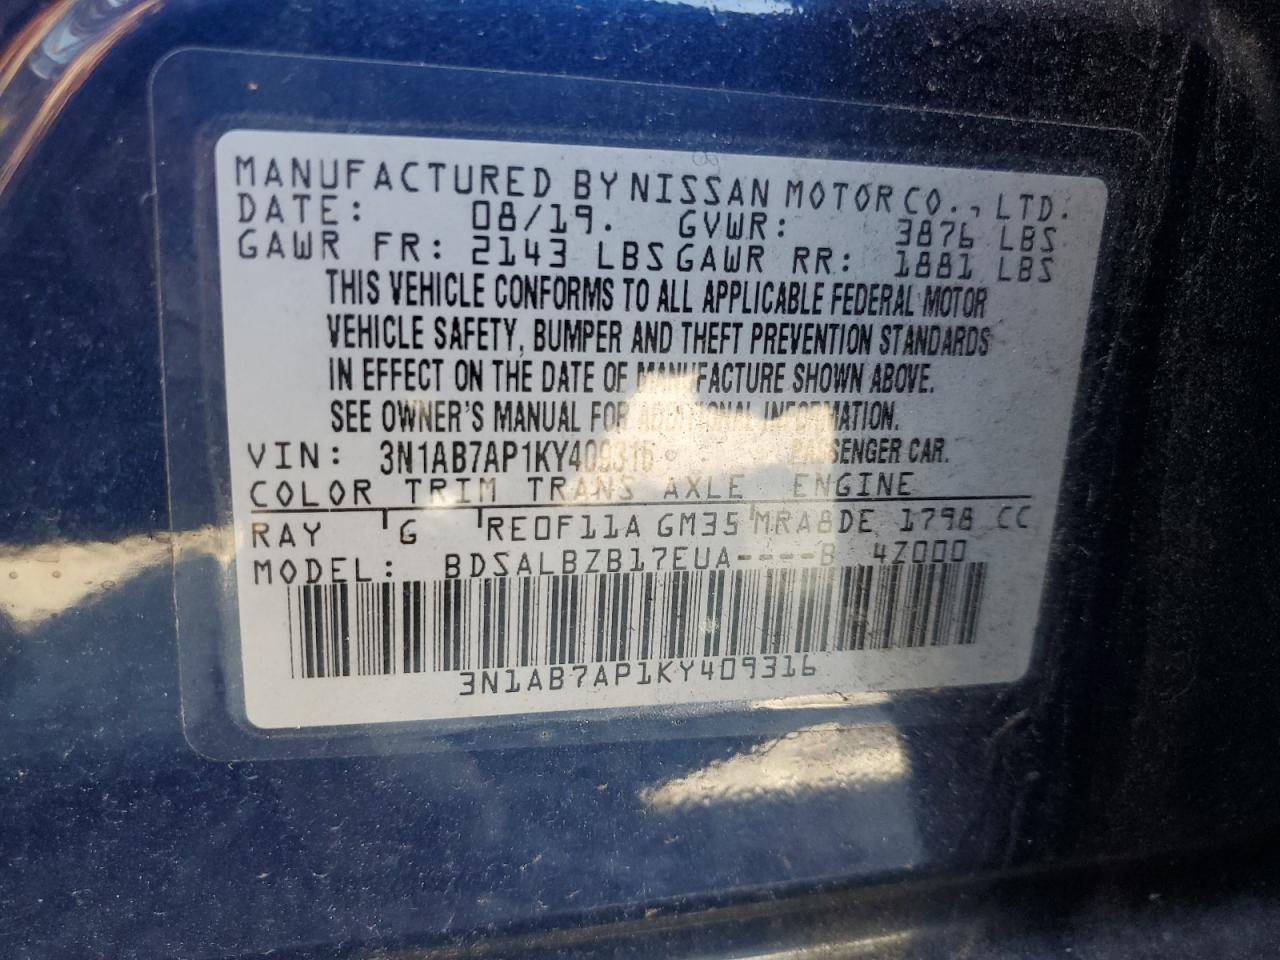 MANUFACTURED BY NISSAN MOTOR CO., LTD.
DATE: 08/19. GVWR: 3876 LBS
GAWR FR: 2143 LBS GAWR RR: 1881 LBS
THIS VEHICLE CONFORMS TO ALL APPLICABLE FEDERAL MOTOR
VEHICLE SAFETY, BUMPER AND THEFT PREVENTION STANDARDS
IN EFFECT ON THE DATE OF MANUFACTURE SHOWN ABOVE.
SEE OWNER'S MANUAL FOR ADDITIONAL INFORMATION.
VIN: 3N1AB7AP1KY409316 PASSENGER CAR.
COLOR TRIM TRANS AXLE ENGINE
RAY G RE0F11A GM35 MRA8DE 1798 CC
MODEL: BDSALBZB17EUA----B 4Z000
3N1AB7AP1KY409316